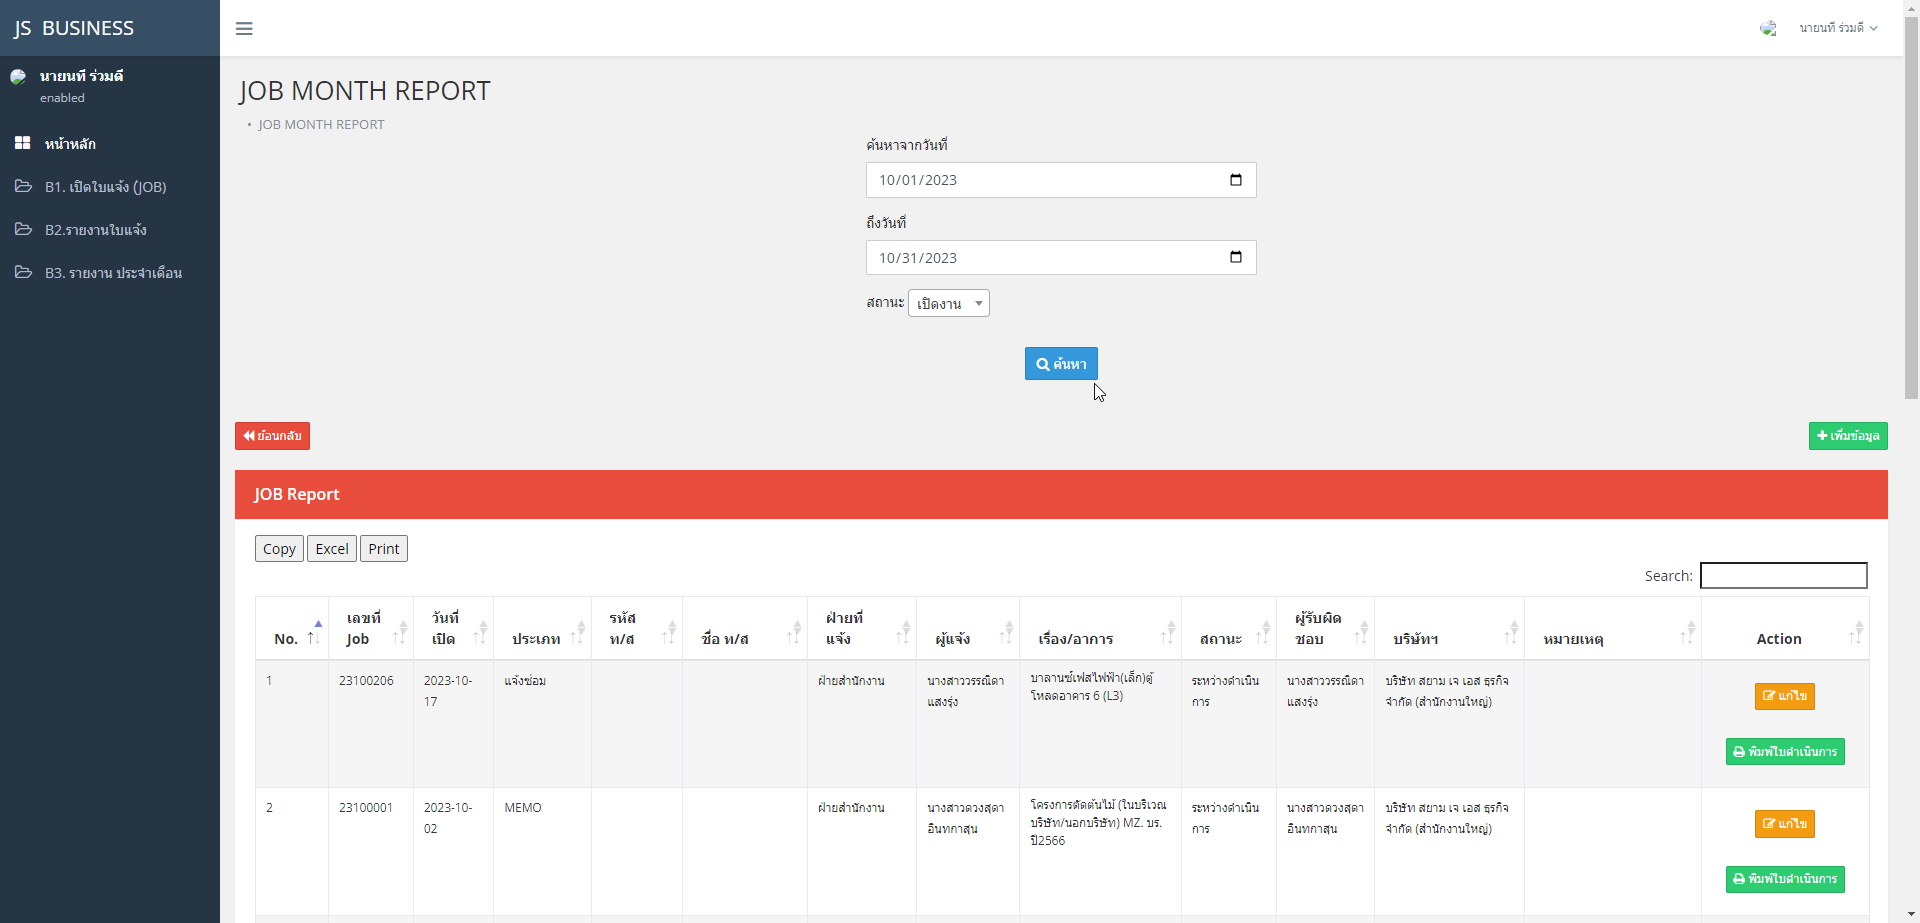 JS BUSINESS
นายนที ร่วมดี
นายนที ร่วมดี
enabled
หน้าหลัก
B1. เปิดใบแจ้ง (JOB)
B2.รายงานใบแจ้ง
B3. รายงาน ประจำเดือน
JOB MONTH REPORT
• JOB MONTH REPORT
ค้นหาจากวันที่
10/01/2023
ถึงวันที่
10/31/2023
สถานะ เปิดงาน
ค้นหา
ย้อนกลับ
เพิ่มข้อมูล
JOB Report
Copy Excel Print
Search:
No. เลขที่ Job วันที่ เปิด ประเภท รหัส ท/ส ชื่อ ท/ส ฝ่ายที่ แจ้ง ผู้แจ้ง เรื่อง/อาการ สถานะ ผู้รับผิด ชอบ บริษัทฯ หมายเหตุ Action
1 23100206 2023-10- แจ้งซ่อม ฝ่ายสำนักงาน นางสาววรรณิดา บาลานซ์เฟสไฟฟ้า(เล็ก)ตู้ ระหว่างดำเนิน นางสาววรรณิดา บริษัท สยาม เจ เอส ธุรกิจ แก้ไข
17 แสงรุ่ง โหลดอาคาร 6 (L3) การ แสงรุ่ง จำกัด (สำนักงานใหญ่)
พิมพ์ใบดำเนินการ
2 23100001 2023-10- MEMO ฝ่ายสำนักงาน นางสาวดวงสุดา โครงการตัดต้นไม้ (ในบริเวณ ระหว่างดำเนิน นางสาวดวงสุดา บริษัท สยาม เจ เอส ธุรกิจ แก้ไข
02 อินทกาสุน บริษัท/นอกบริษัท) MZ. บร. การ อินทกาสุน จำกัด (สำนักงานใหญ่)
ปี2566
พิมพ์ใบดำเนินการ